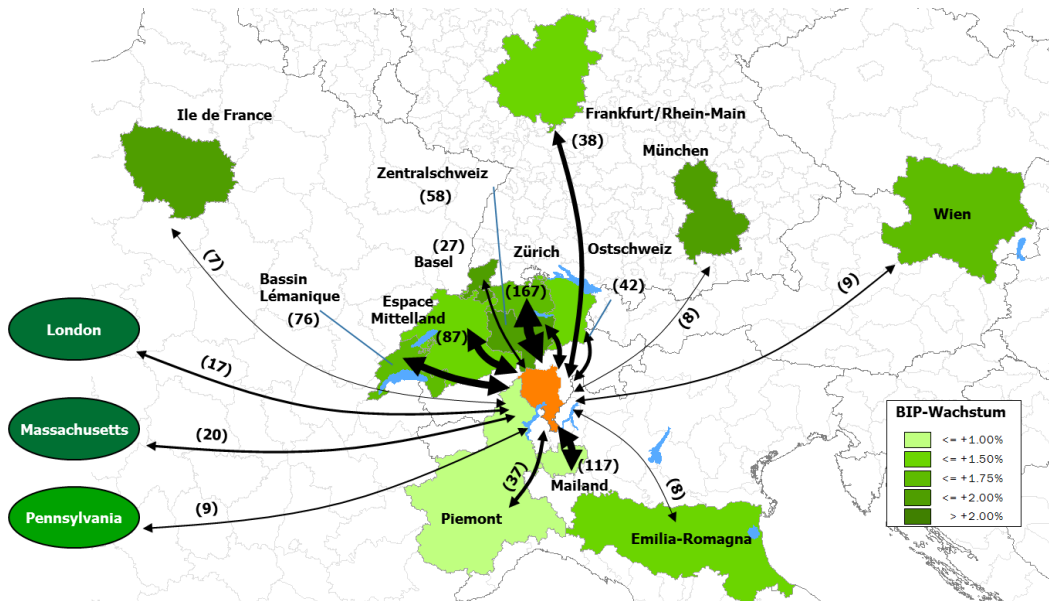 Ile de France
Frankfurt/Rhein-Main
(38)
München
Zentralschweiz
(58)
Wien
(27)
Basel
Zürich
Ostschweiz
(7)
Bassin
Lémanique
(76)
Espace
Mittelland
(87)
(167)
(42)
(9)
(8)
London
(17)
Massachusetts
(20)
Pennsylvania
(9)
(37)
(117)
Mailand
(8)
Piemont
Emilia-Romagna
BIP-Wachstum
<= +1.00%
<= +1.50%
<= +1.75%
<= +2.00%
> +2.00%